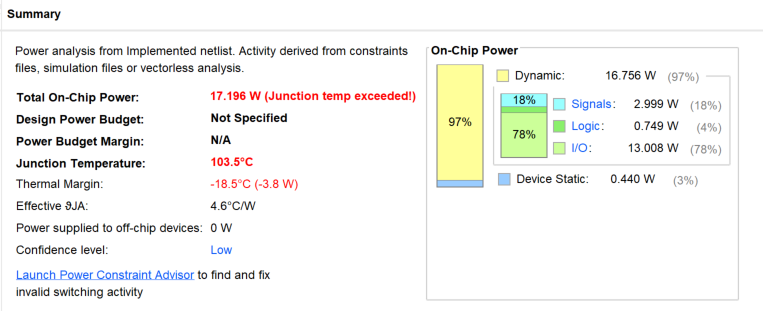 Summary
Power analysis from Implemented netlist. Activity derived from constraints
files, simulation files or vectorless analysis.
Total On-Chip Power: 17.196 W (Junction temp exceeded!)
Design Power Budget: Not Specified
Power Budget Margin: N/A
Junction Temperature: 103.5°C
Thermal Margin: -18.5°C (-3.8 W)
Effective ϑJA: 4.6°C/W
Power supplied to off-chip devices: 0 W
Confidence level: Low
Launch Power Constraint Advisor to find and fix
invalid switching activity
On-Chip Power
97%
Dynamic: 16.756 W (97%)
18%
78%
Signals: 2.999 W (18%)
Logic: 0.749 W (4%)
I/O: 13.008 W (78%)
Device Static: 0.440 W (3%)